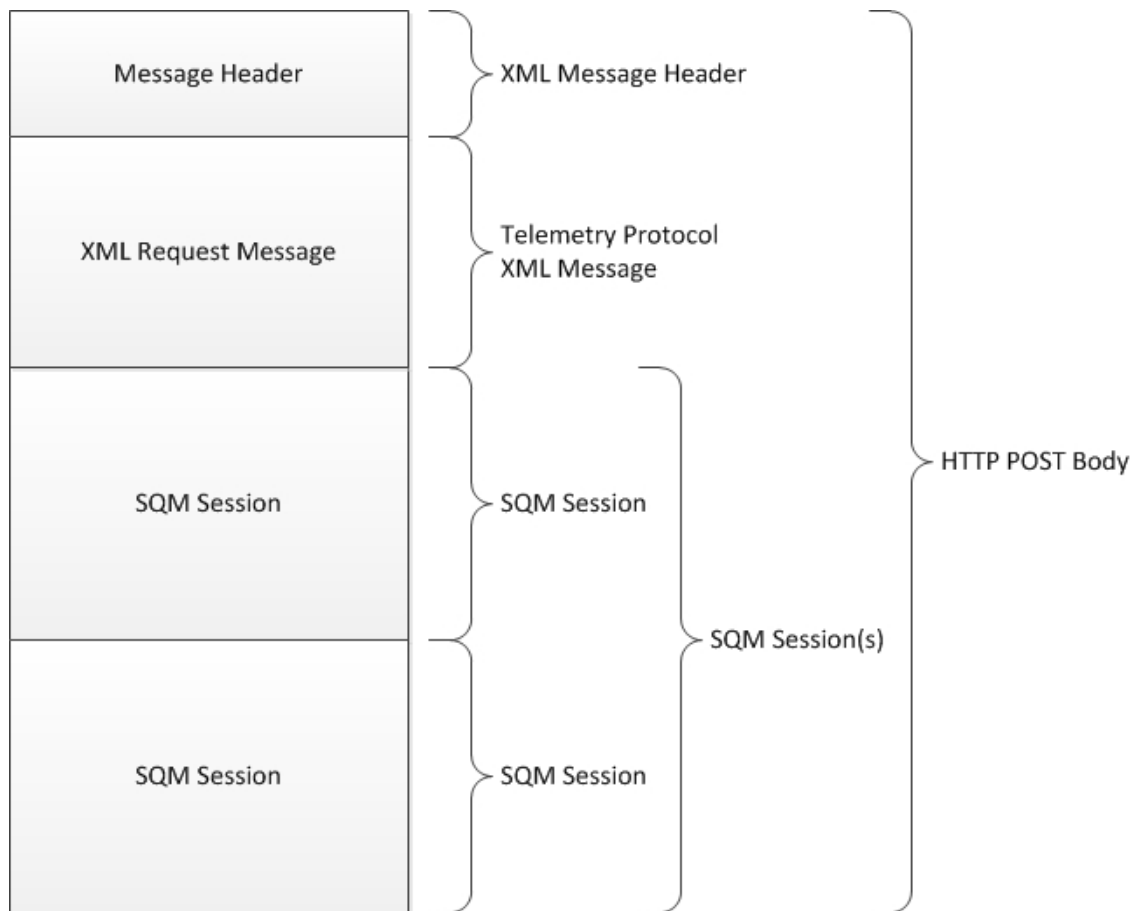 Message Header
XML Message Header
XML Request Message
Telemetry Protocol
XML Message
HTTP POST Body
SQM Session
SQM Session
SQM Session(s)
SQM Session
SQM Session